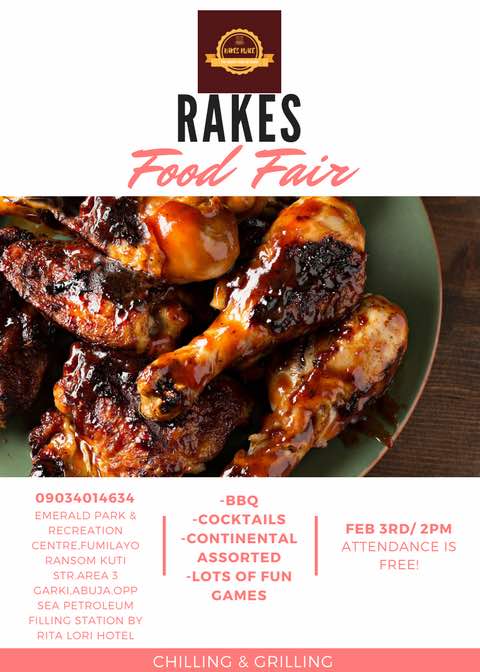 RAKES
Food Fair
09034014634
EMERALD PARK &
RECREATION
CENTRE,FUMILAYO
RANSOM KUTI
STR.AREA 3
GARKI,ABUJA.OPP
SEA PETROLEUM
FILLING STATION BY
RITA LORI HOTEL
-BBQ
-COCKTAILS
-CONTINENTAL
ASSORTED
-LOTS OF FUN
GAMES
FEB 3RD/ 2PM
ATTENDANCE IS
FREE!
CHILLING & GRILLING